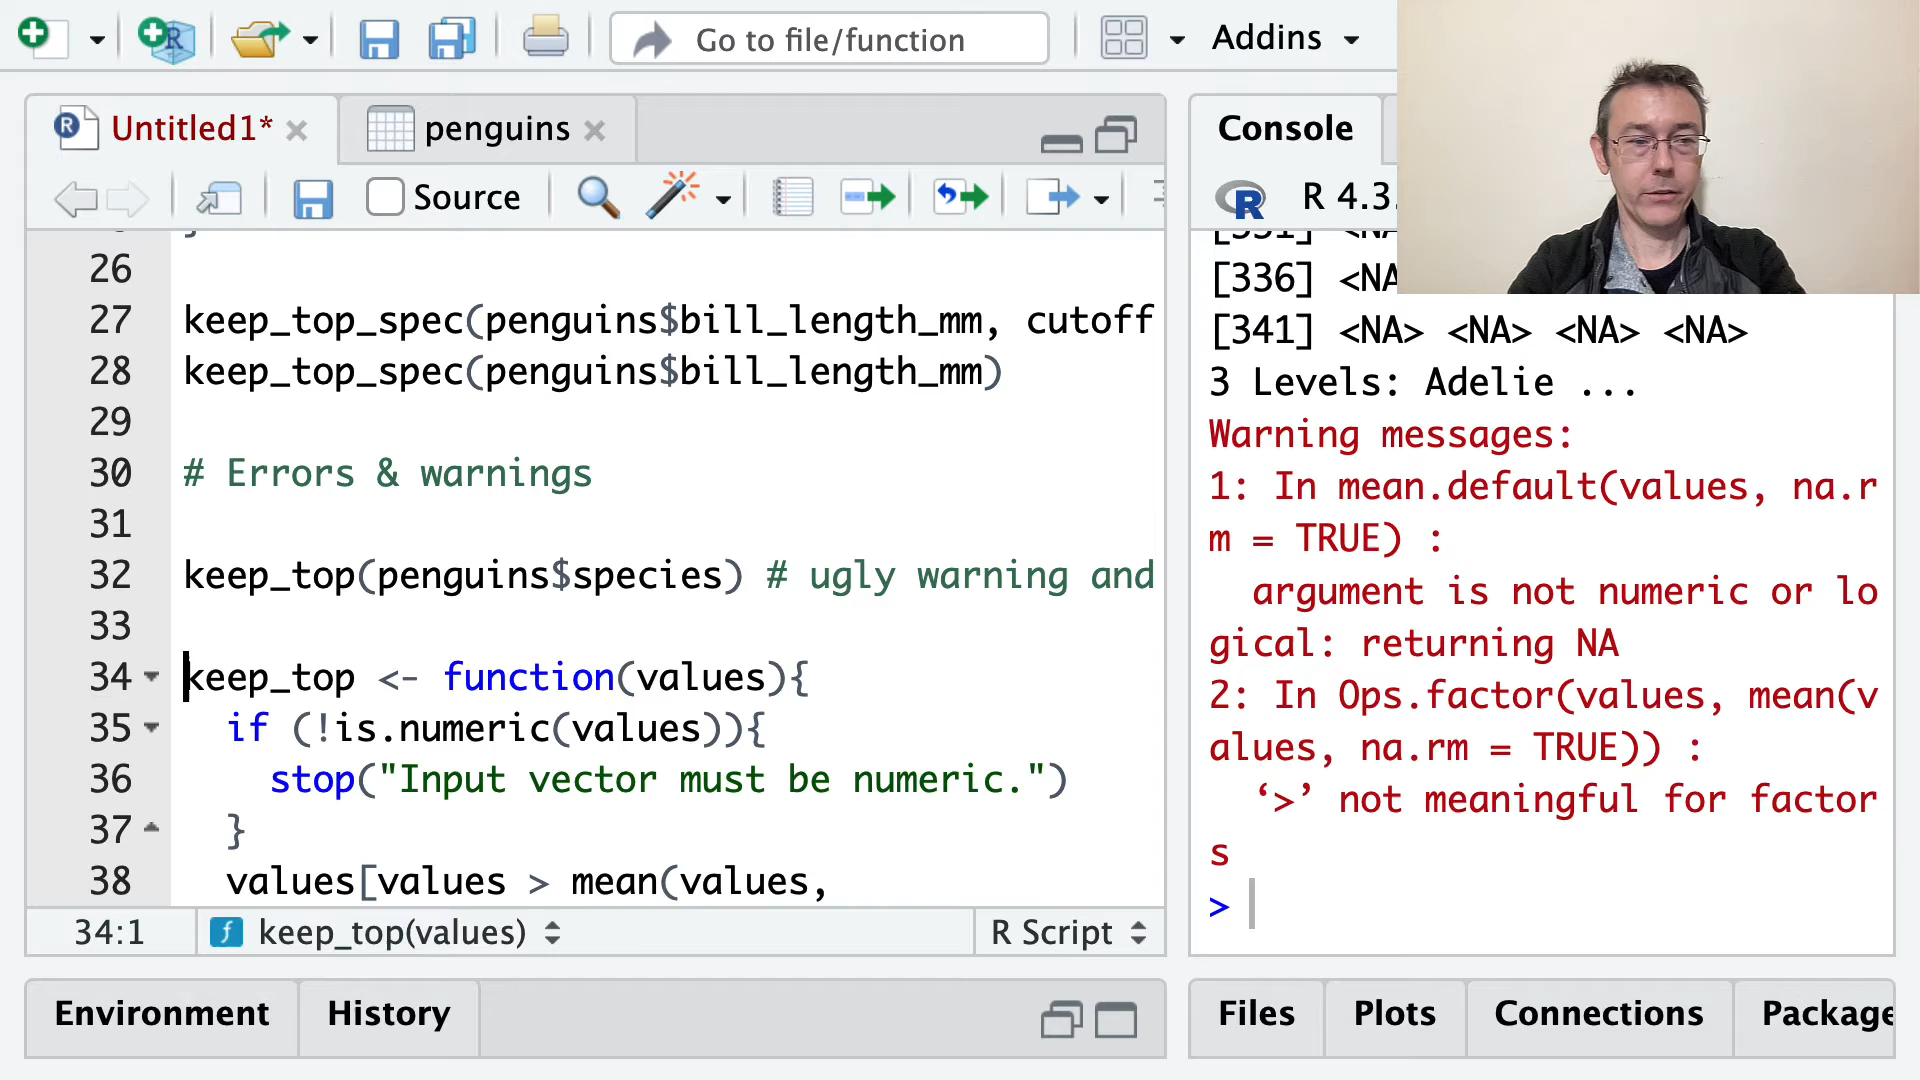 Go to file/function
Addins
Untitled1*
penguins
Source
26
27 keep_top_spec(penguins$bill_length_mm, cutoff
28 keep_top_spec(penguins$bill_length_mm)
29
30 # Errors & warnings
31
32 keep_top(penguins$species) # ugly warning and
33
34 keep_top <- function(values){
35 if (!is.numeric(values)){
36 stop("Input vector must be numeric.")
37 }
38 values[values > mean(values,
34:1 keep_top(values) R Script
Environment History
Console
R 4.3.
[336] <NA
[341] <NA> <NA> <NA> <NA>
3 Levels: Adelie ...
Warning messages:
1: In mean.default(values, na.r
m = TRUE) :
argument is not numeric or lo
gical: returning NA
2: In Ops.factor(values, mean(v
alues, na.rm = TRUE)) :
‘>’ not meaningful for factor
s
>
Files Plots Connections Package